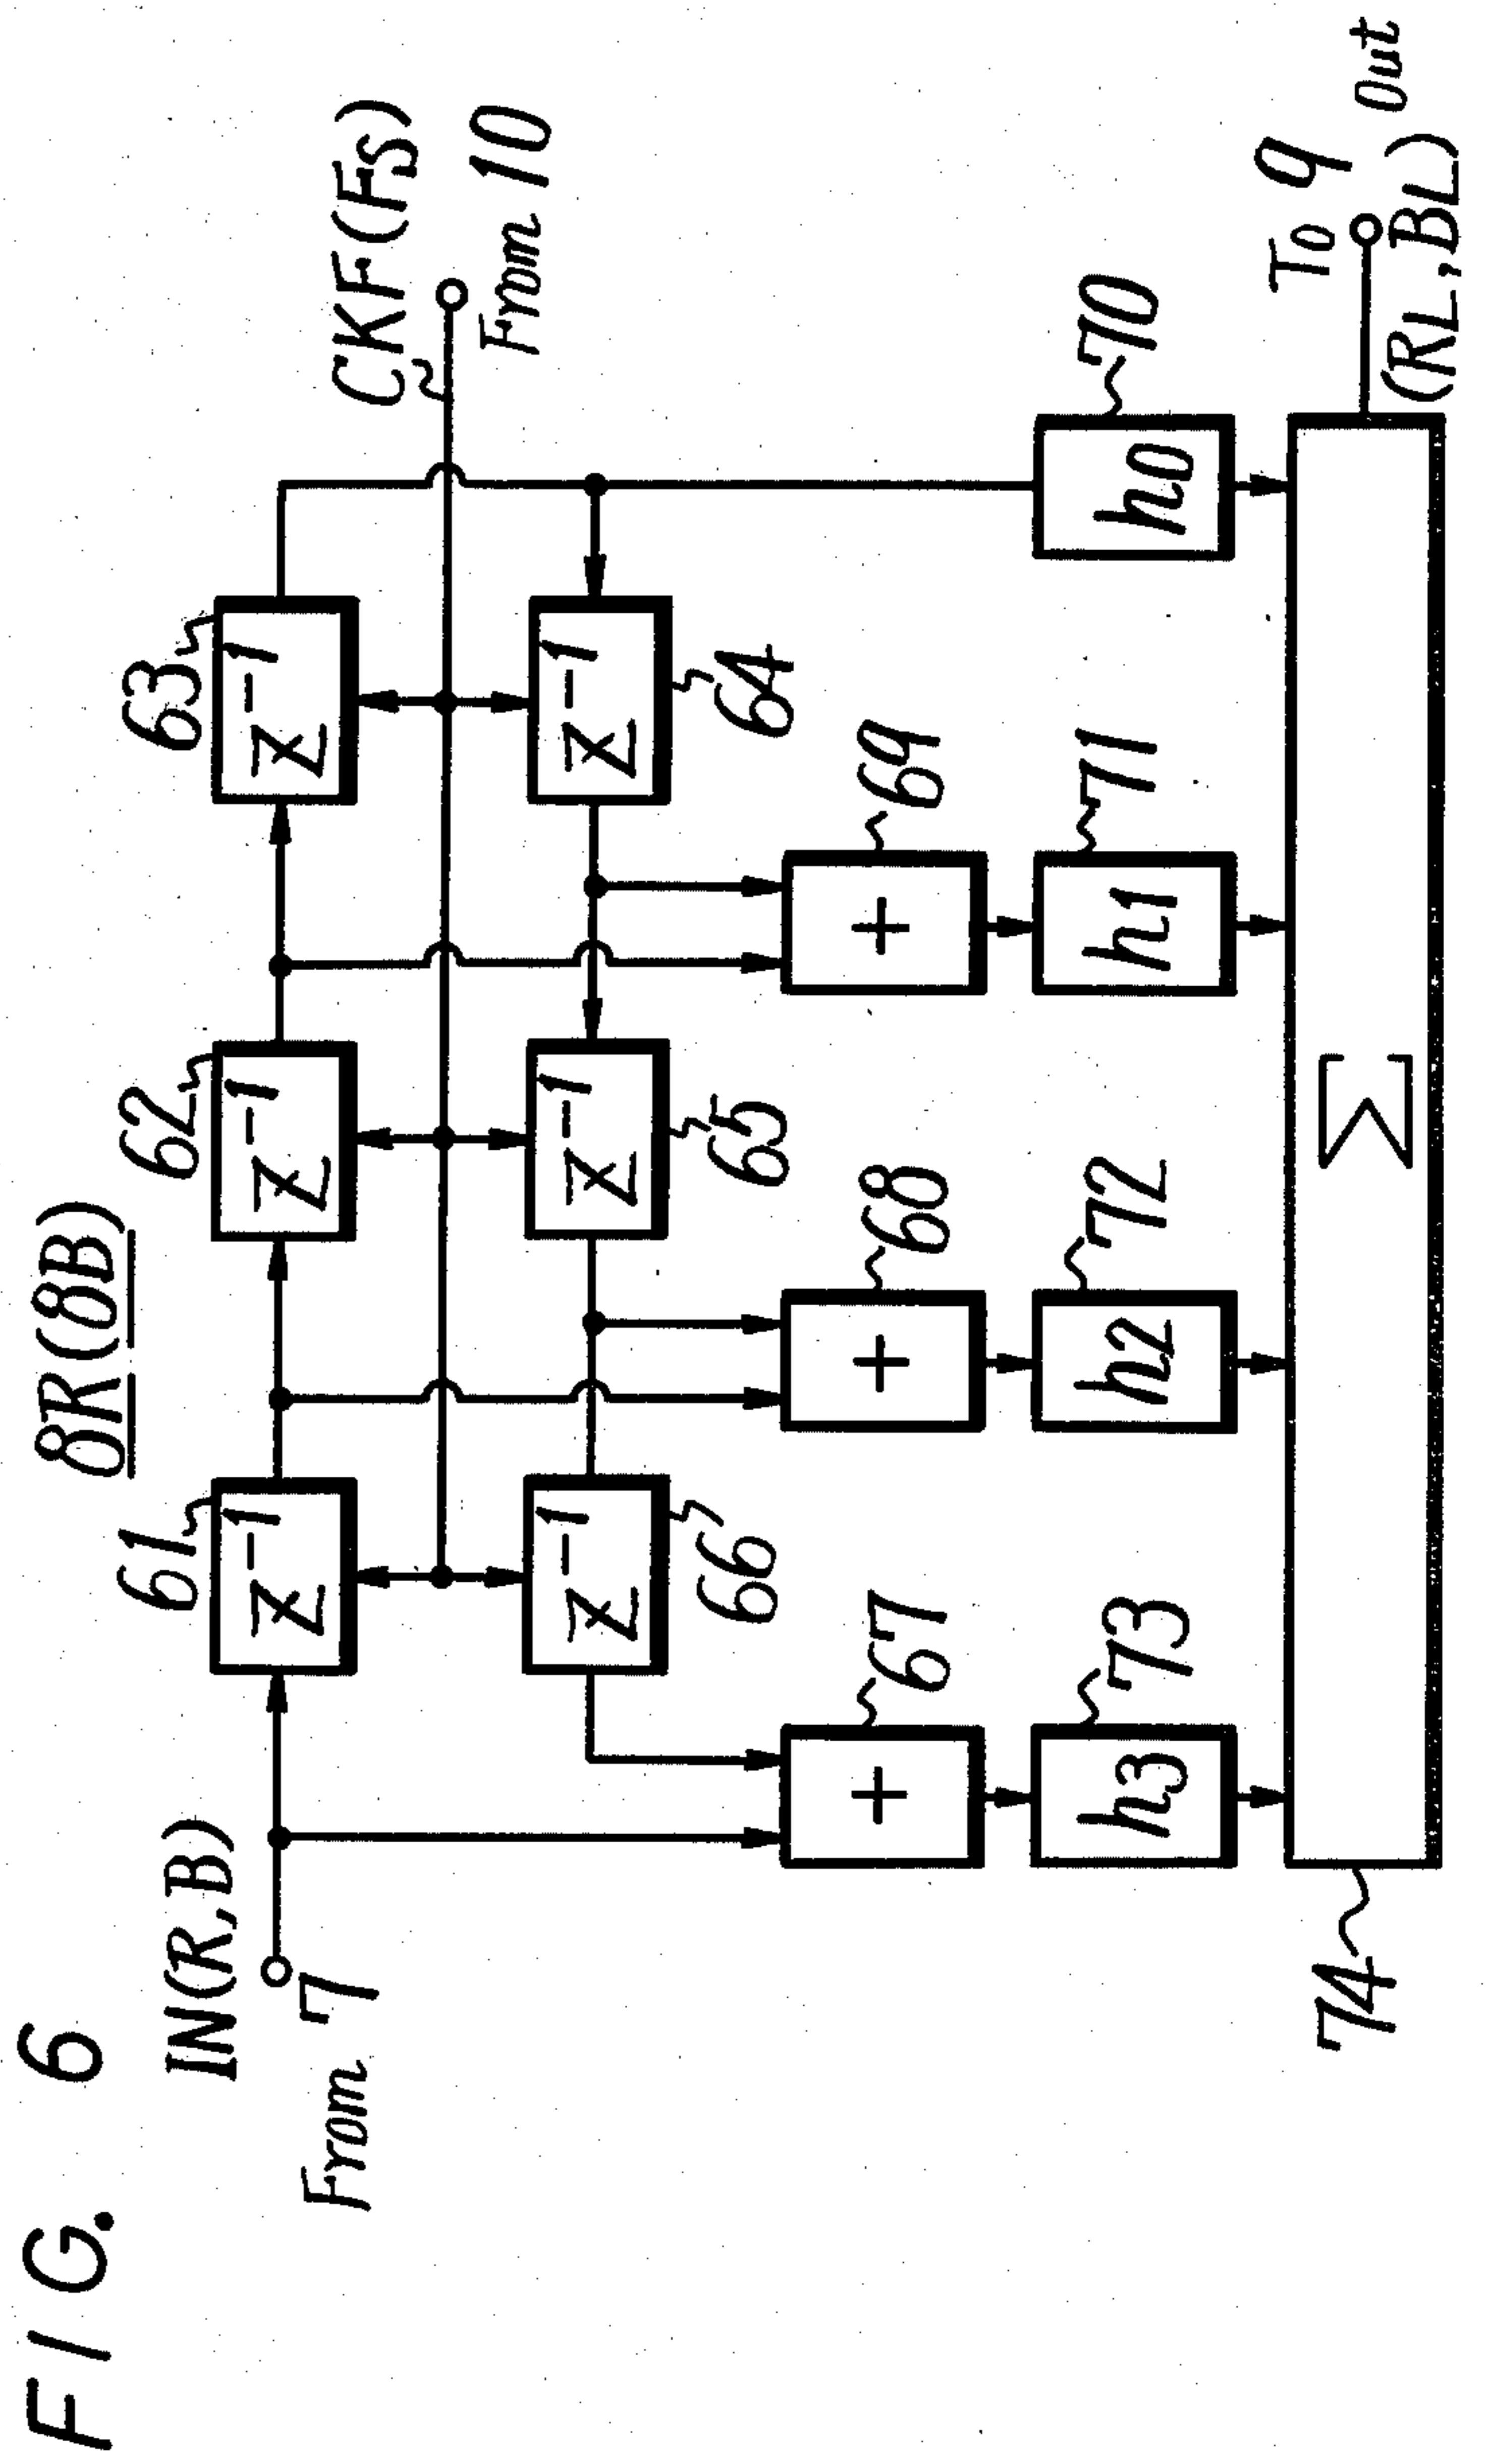 FIG. 6
8R(8B)
IN(R,B)
From 7
61
62
63
z⁻¹
z⁻¹
z⁻¹
CKF(FS)
From 10
z⁻¹
z⁻¹
z⁻¹
66
65
64
67
68
69
+
+
+
73
72
71
70
h3
h2
h1
h0
74
Σ
To 9
(RL,BL)
Out